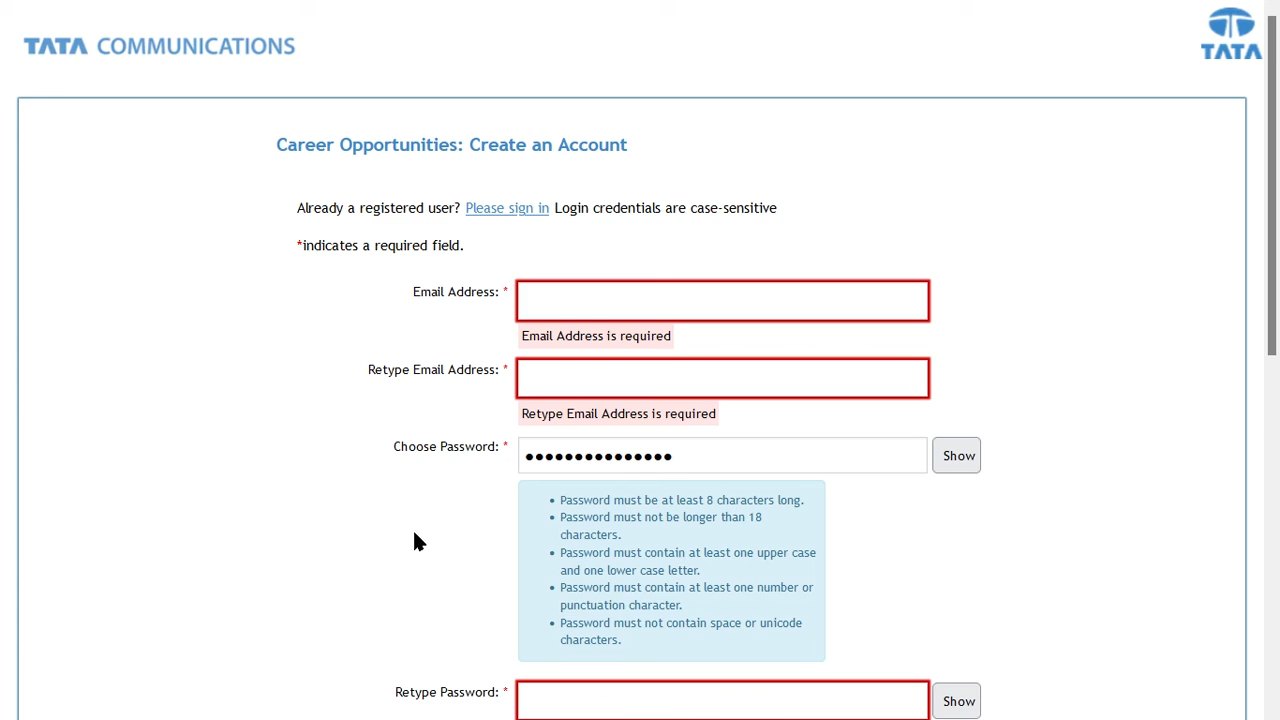 TATA COMMUNICATIONS
TATA
Career Opportunities: Create an Account
Already a registered user? Please sign in Login credentials are case-sensitive
*indicates a required field.
Email Address: *
Email Address is required
Retype Email Address: *
Retype Email Address is required
Choose Password: *
●●●●●●●●●●●●●●●
Show
• Password must be at least 8 characters long.
• Password must not be longer than 18
characters.
• Password must contain at least one upper case
and one lower case letter.
• Password must contain at least one number or
punctuation character.
• Password must not contain space or unicode
characters.
Retype Password: *
Show